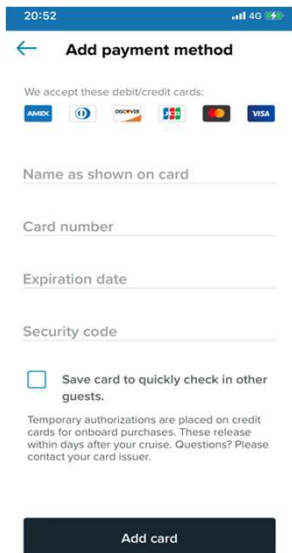 20:52 4G
Add payment method
We accept these debit/credit cards:
AMEX DISCOVER JCB VISA
Name as shown on card
Card number
Expiration date
Security code
Save card to quickly check in other
guests.
Temporary authorizations are placed on credit
cards for onboard purchases. These release
within days after your cruise. Questions? Please
contact your card issuer.
Add card